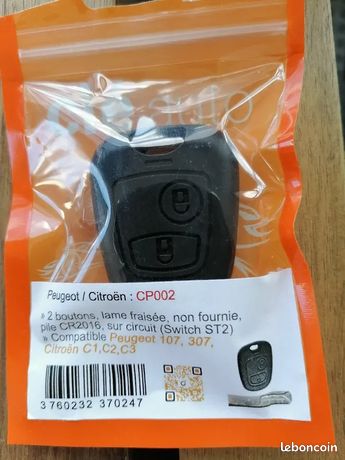 Peugeot / Citroën : CP002
» 2 boutons, lame fraisée, non fournie,
pile CR2016, sur circuit (Switch ST2)
» Compatible Peugeot 107, 307,
Citroën C1,C2,C3
3 760232 370247
leboncoin